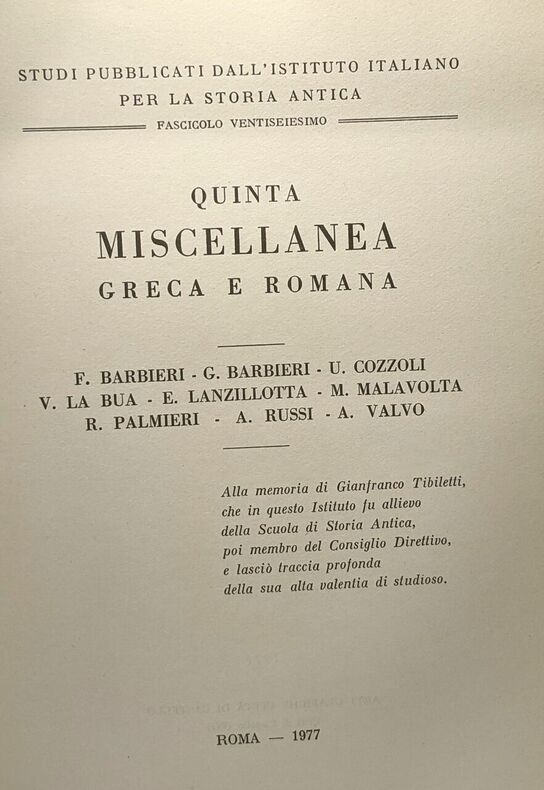 STUDI PUBBLICATI DALL'ISTITUTO ITALIANO
PER LA STORIA ANTICA
FASCICOLO VENTISEIESIMO
QUINTA
MISCELLANEA
GRECA E ROMANA
F. BARBIERI - G. BARBIERI - U. COZZOLI
V. LA BUA - E. LANZILLOTTA - M. MALAVOLTA
R. PALMIERI - A. RUSSI - A. VALVO
Alla memoria di Gianfranco Tibiletti,
che in questo Istituto fu allievo
della Scuola di Storia Antica,
poi membro del Consiglio Direttivo,
e lasciò traccia profonda
della sua alta valentia di studioso.
ROMA — 1977